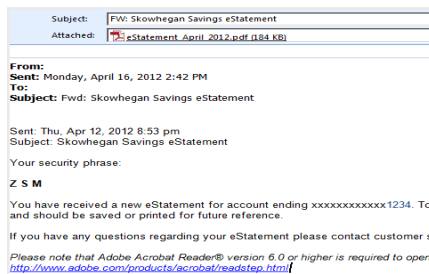 Subject: FW: Skowhegan Savings eStatement
Attached: eStatement_April_2012.pdf (184 KB)
From:
Sent: Monday, April 16, 2012 2:42 PM
To:
Subject: Fwd: Skowhegan Savings eStatement
Sent: Thu, Apr 12, 2012 8:53 pm
Subject: Skowhegan Savings eStatement
Your security phrase:
Z S M
You have received a new eStatement for account ending xxxxxxxxxxxx1234. To
and should be saved or printed for future reference.
If you have any questions regarding your eStatement please contact customer s
Please note that Adobe Acrobat Reader® version 6.0 or higher is required to open
http://www.adobe.com/products/acrobat/readstep.html